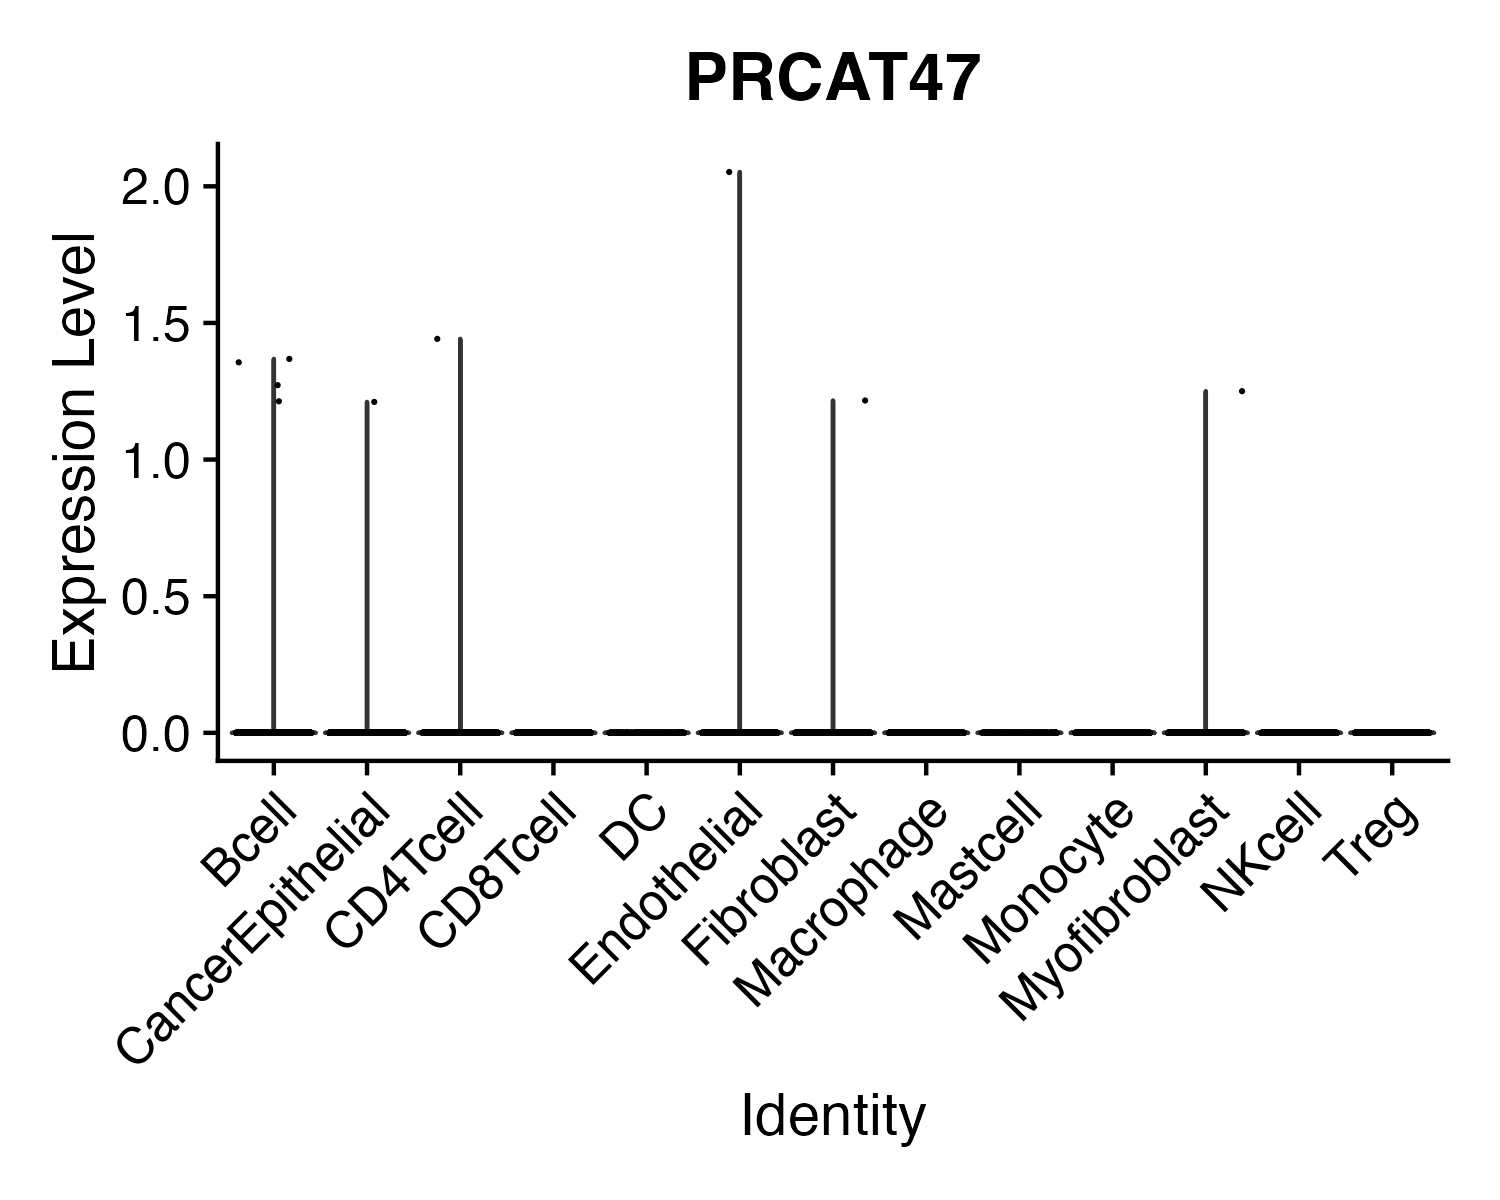 PRCAT47
Expression Level
2.0
1.5
1.0
0.5
0.0
Bcell
CancerEpithelial
CD4Tcell
CD8Tcell
DC
Endothelial
Fibroblast
Macrophage
Mastcell
Monocyte
Myofibroblast
NKcell
Treg
Identity